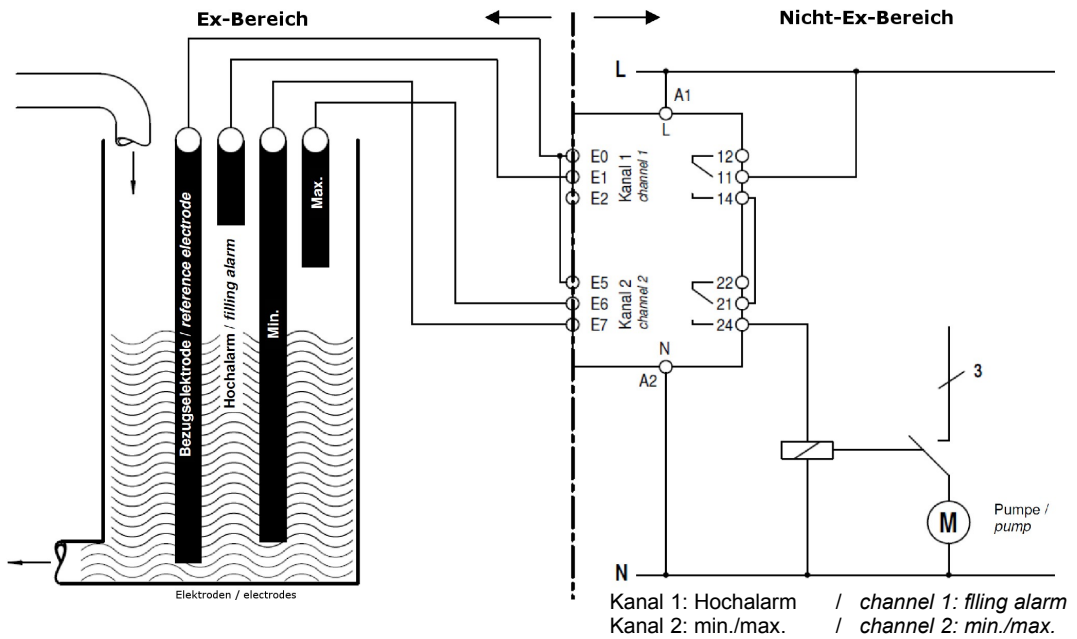 Ex-Bereich
Nicht-Ex-Bereich
L
A1
L
E0
E1
E2
Kanal 1
channel 1
12
11
14
E5
E6
E7
Kanal 2
channel 2
22
21
24
N
A2
3
M
Pumpe /
pump
N
Bezugselektrode / reference electrode
Hochalarm / filling alarm
Min.
Max.
Elektroden / electrodes
Kanal 1: Hochalarm / channel 1: flling alarm
Kanal 2: min./max. / channel 2: min./max.